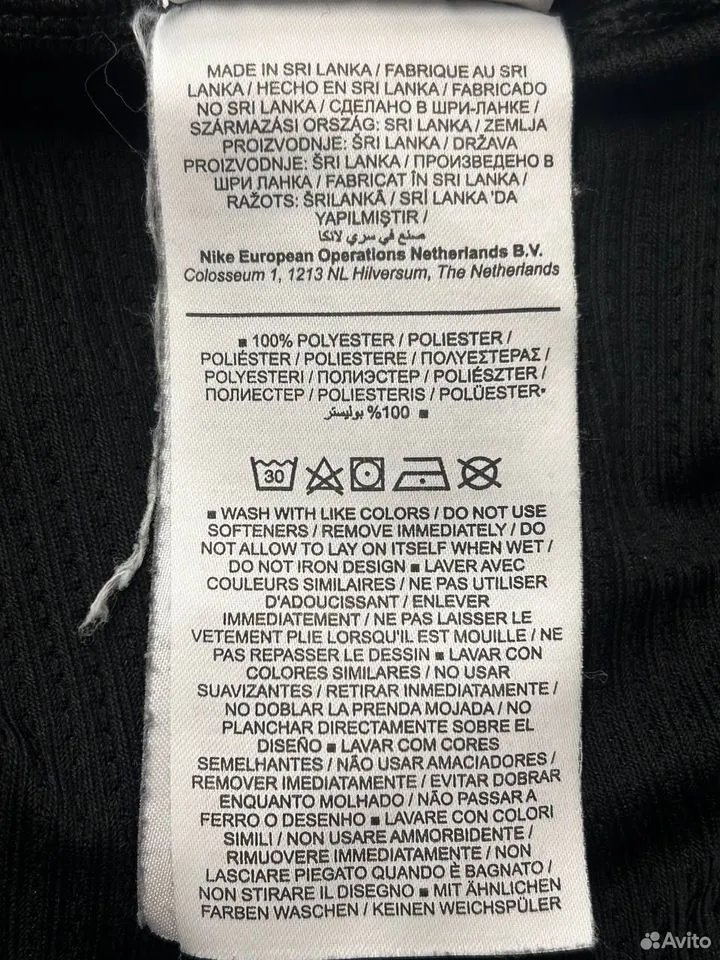 MADE IN SRI LANKA / FABRIQUE AU SRI
LANKA / HECHO EN SRI LANKA / FABRICADO
NO SRI LANKA / СДЕЛАНО В ШРИ-ЛАНКЕ /
SZÁRMAZÁSI ORSZÁG: SRI LANKA / ZEMLJA
PROIZVODNJE: ŠRI LANKA / DRŽAVA
PROIZVODNJE: ŠRI LANKA / ПРОИЗВЕДЕНО В
ШРИ ЛАНКА / FABRICAT ÎN SRI LANKA /
RAŽOTS: ŠRILANKĀ / SRİ LANKA 'DA
YAPILMIŞTIR /
صنع في سري لانكا
Nike European Operations Netherlands B.V.
Colosseum 1, 1213 NL Hilversum, The Netherlands
■ 100% POLYESTER / POLIESTER /
POLIÉSTER / POLIESTERE / ΠΟΛΥΕΣΤΕΡΑΣ /
POLYESTERI / ПОЛИЭСТЕР / POLIÉSZTER /
ПОЛИЕСТЕР / POLIESTERIS / POLÜESTER
100% بوليستر ■
30
■ WASH WITH LIKE COLORS / DO NOT USE
SOFTENERS / REMOVE IMMEDIATELY / DO
NOT ALLOW TO LAY ON ITSELF WHEN WET /
DO NOT IRON DESIGN ■ LAVER AVEC
COULEURS SIMILAIRES / NE PAS UTILISER
D'ADOUCISSANT / ENLEVER
IMMEDIATEMENT / NE PAS LAISSER LE
VETEMENT PLIE LORSQU'IL EST MOUILLE / NE
PAS REPASSER LE DESSIN ■ LAVAR CON
COLORES SIMILARES / NO USAR
SUAVIZANTES / RETIRAR INMEDIATAMENTE /
NO DOBLAR LA PRENDA MOJADA / NO
PLANCHAR DIRECTAMENTE SOBRE EL
DISEÑO ■ LAVAR COM CORES
SEMELHANTES / NÃO USAR AMACIADORES /
REMOVER IMEDIATAMENTE / EVITAR DOBRAR
ENQUANTO MOLHADO / NÃO PASSAR A
FERRO O DESENHO ■ LAVARE CON COLORI
SIMILI / NON USARE AMMORBIDENTE /
RIMUOVERE IMMEDIATAMENTE / NON
LASCIARE PIEGATO QUANDO È BAGNATO /
NON STIRARE IL DISEGNO ■ MIT ÄHNLICHEN
FARBEN WASCHEN / KEINEN WEICHSPÜLER
Avito